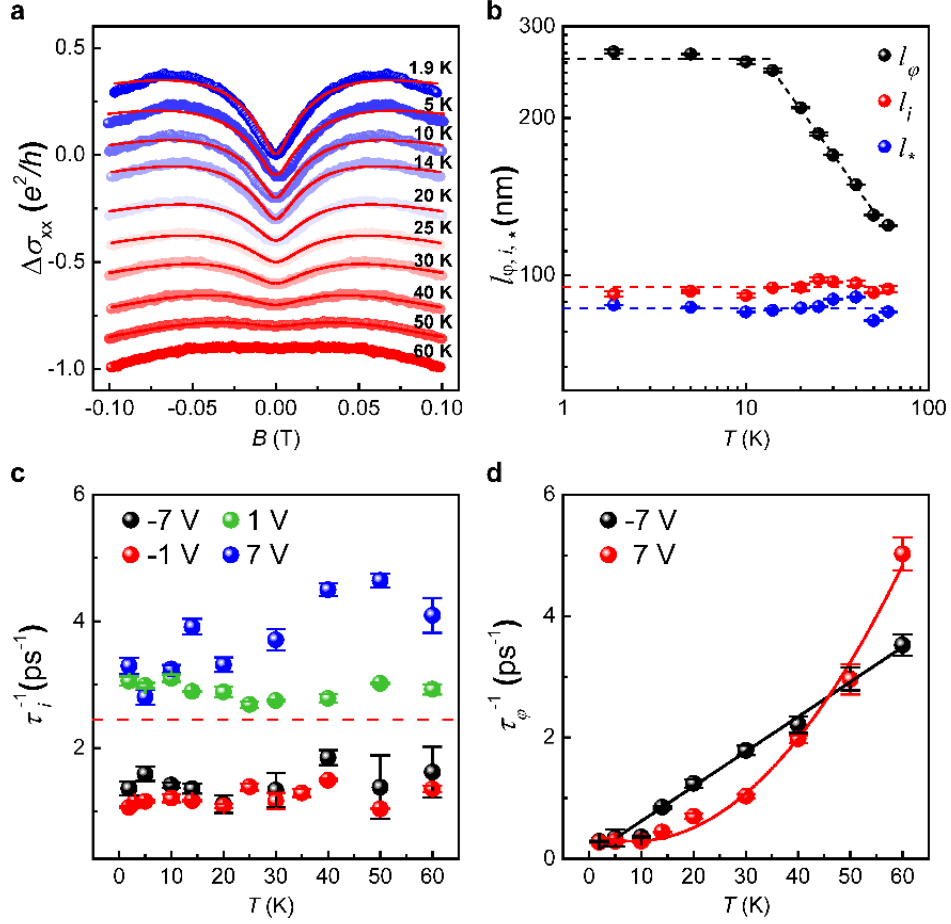 a
0.5
0.0
-0.5
-1.0
Δσxx (e²/h)
1.9 K
5 K
10 K
14 K
20 K
25 K
30 K
40 K
50 K
60 K
-0.10 -0.05 0.00 0.05 0.10
B (T)
b
300
200
100
lφ, i, * (nm)
lφ
li
l*
1 10 100
T (K)
c
6
4
2
τi⁻¹(ps⁻¹)
-7 V 1 V
-1 V 7 V
0 10 20 30 40 50 60
T (K)
d
6
4
2
0
τφ⁻¹ (ps⁻¹)
-7 V
7 V
0 10 20 30 40 50 60
T (K)